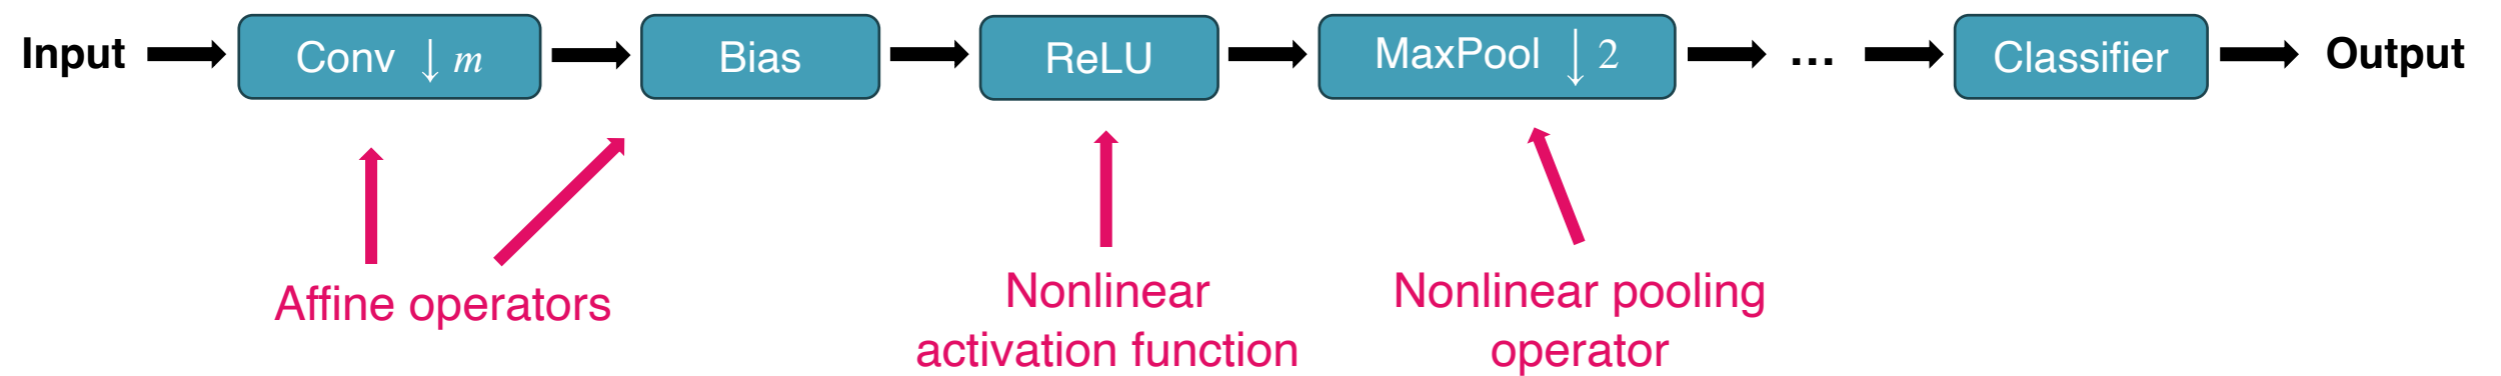 Input
Conv ↓ m
Bias
ReLU
MaxPool ↓ 2
...
Classifier
Output
Affine operators
Nonlinear
activation function
Nonlinear pooling
operator